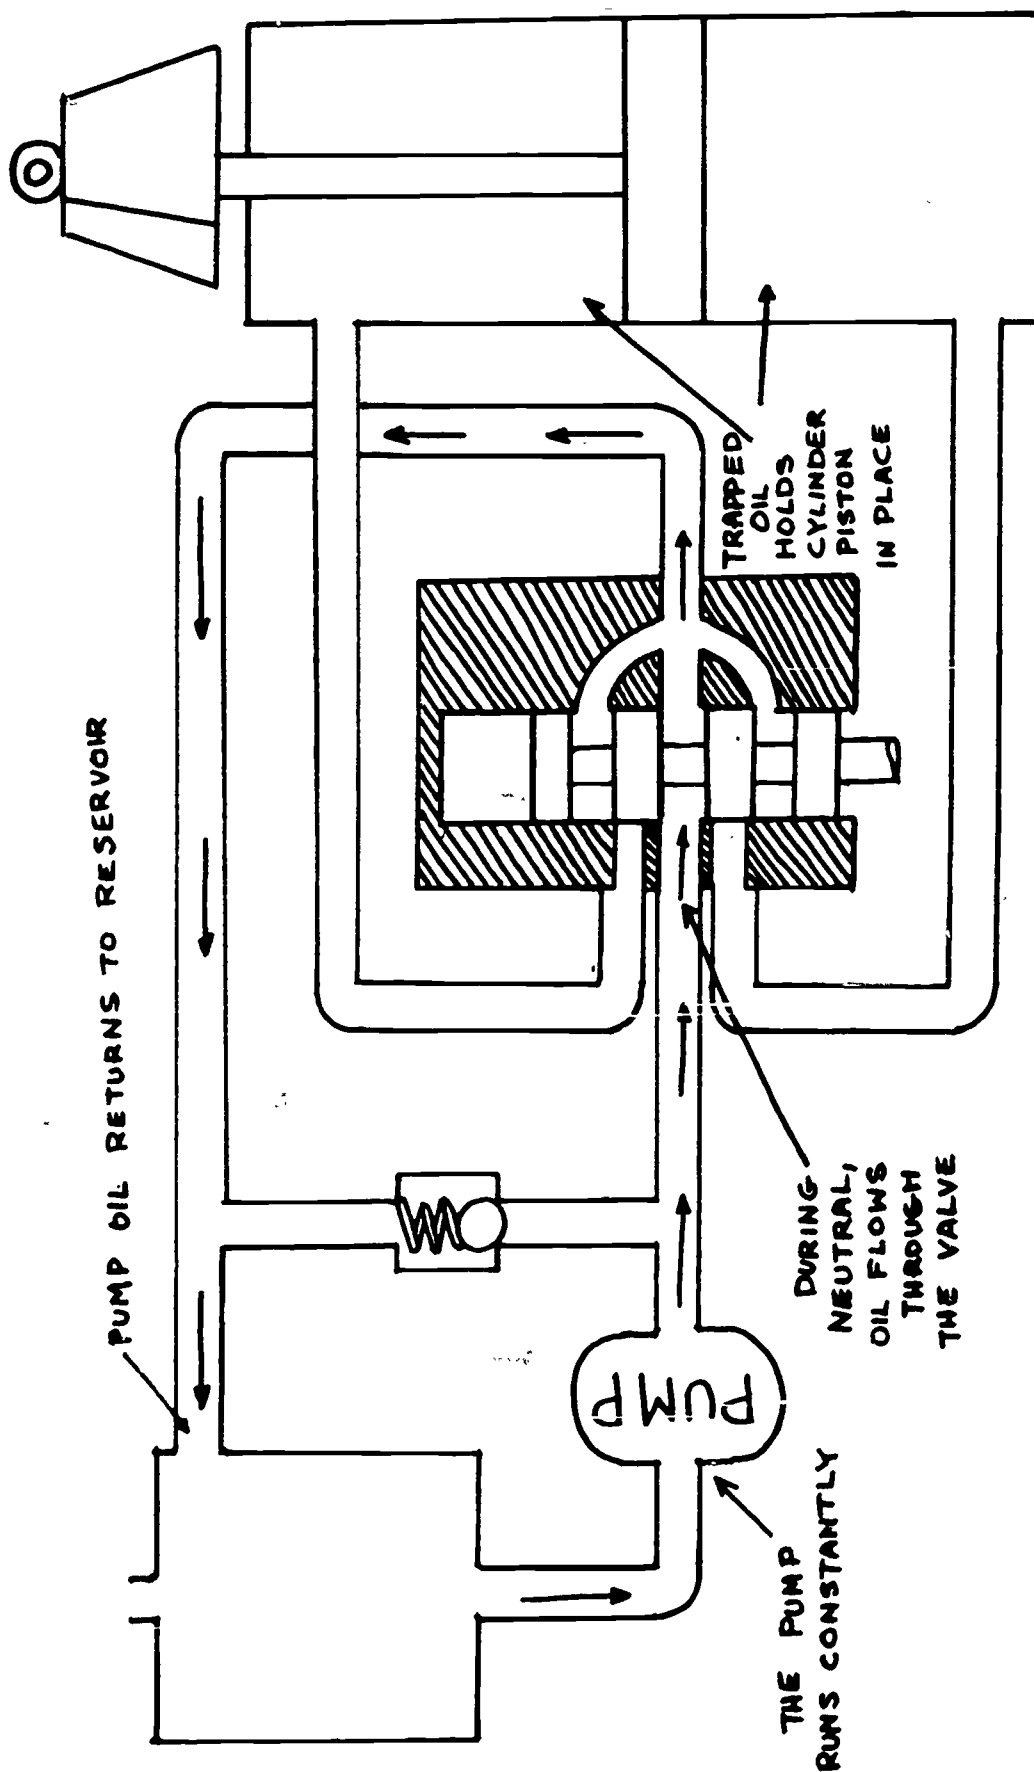 PUMP OIL RETURNS TO RESERVOIR
TRAPPED
OIL
HOLDS
CYLINDER
PISTON
IN PLACE
DURING
NEUTRAL,
OIL FLOWS
THROUGH
THE VALVE
PUMP
THE PUMP
RUNS CONSTANTLY